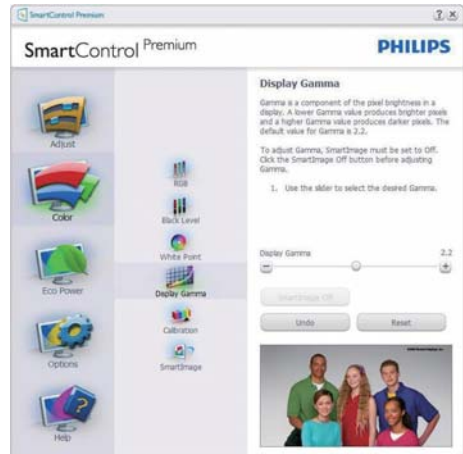 SmartControl Premium
? X
SmartControl Premium
PHILIPS
Adjust
Color
Eco Power
Options
Help
RGB
Black Level
White Point
Display Gamma
Calibration
SmartImage
Display Gamma
Gamma is a component of the pixel brightness in a
display. A lower Gamma value produces brighter pixels
and a higher Gamma value produces darker pixels. The
default value for Gamma is 2.2.
To adjust Gamma, SmartImage must be set to Off.
Click the SmartImage Off button before adjusting
Gamma.
1. Use the slider to select the desired Gamma.
Display Gamma 2.2
SmartImage Off
Undo Reset